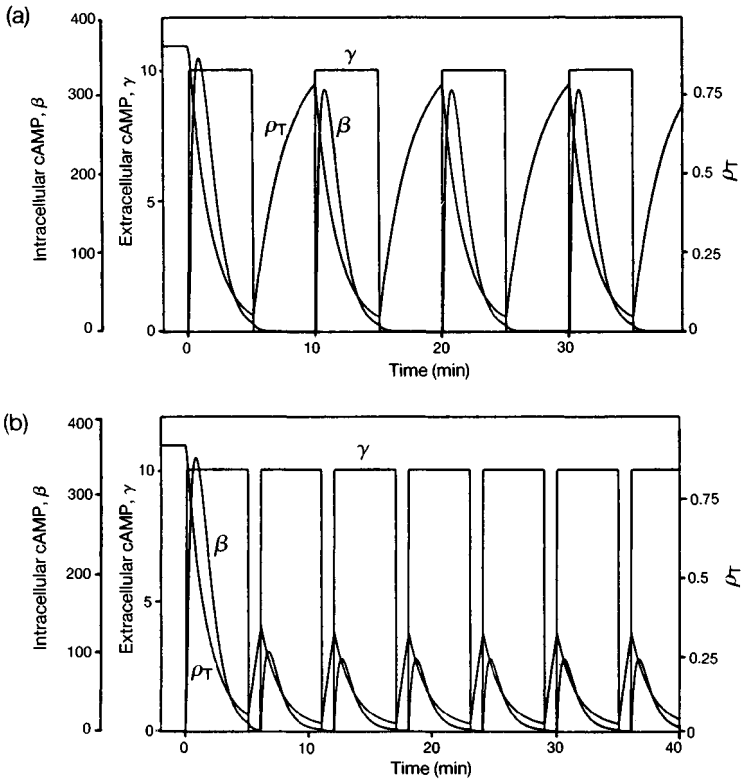 (a)
400
300
200
100
0
Intracellular cAMP, β
10
5
0
Extracellular cAMP, γ
γ
ρT
β
0.75
0.5
0.25
0
ρT
0
10
20
30
Time (min)
(b)
400
300
200
100
0
Intracellular cAMP, β
10
5
0
Extracellular cAMP, γ
γ
β
ρT
0.75
0.5
0.25
0
ρT
0
10
20
30
40
Time (min)